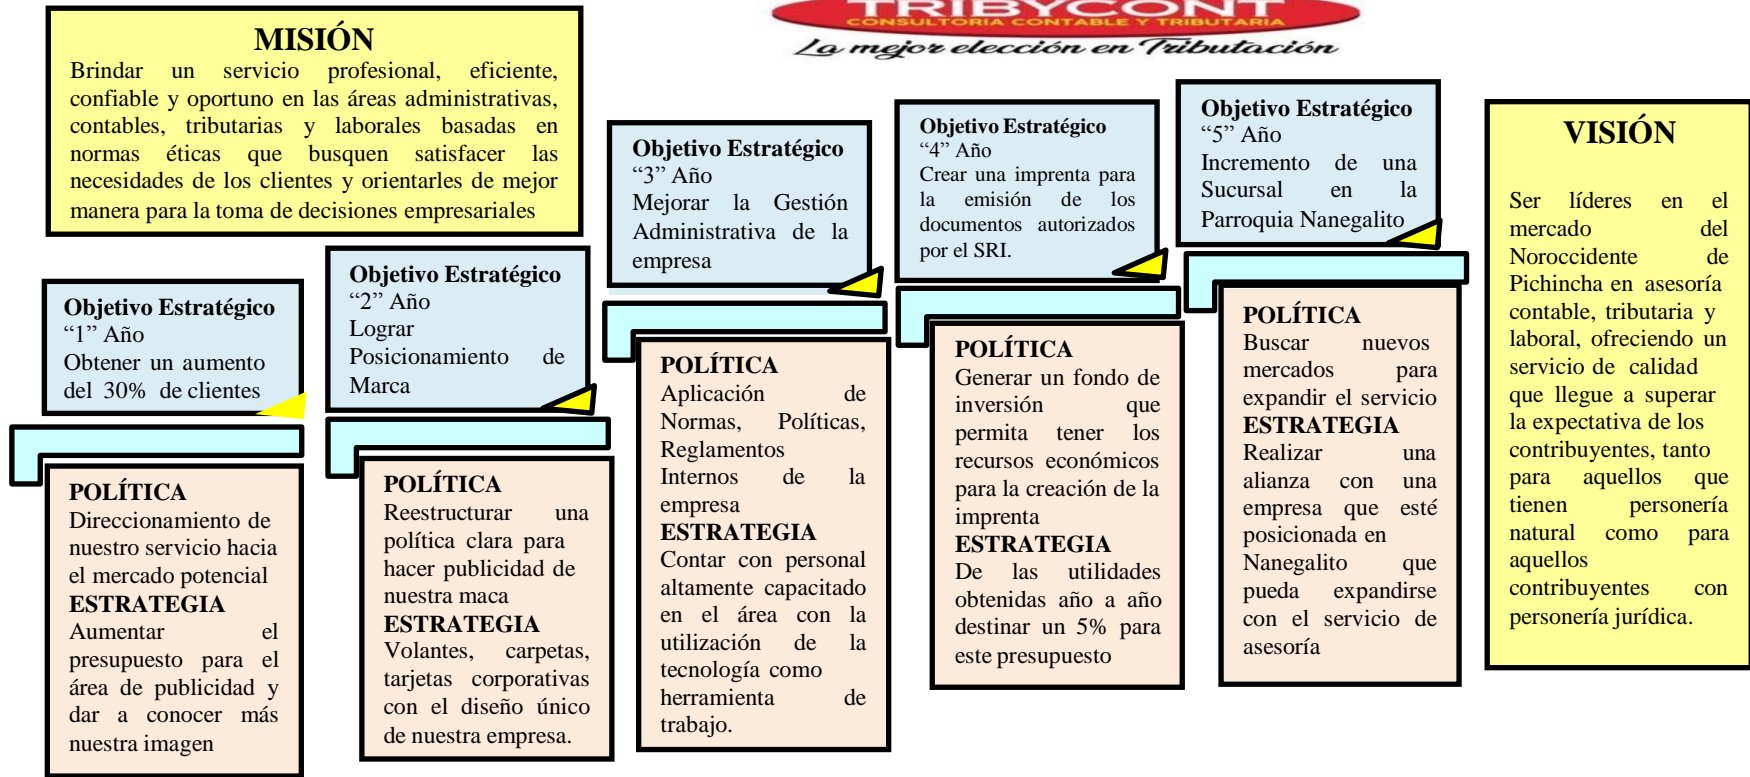 TRIBYCONT
CONSULTORIA CONTABLE Y TRIBUTARIA
La mejor elección en Tributación
MISIÓN
Brindar un servicio profesional, eficiente,
confiable y oportuno en las áreas administrativas,
contables, tributarias y laborales basadas en
normas éticas que busquen satisfacer las
necesidades de los clientes y orientarles de mejor
manera para la toma de decisiones empresariales
Objetivo Estratégico
“1” Año
Obtener un aumento
del 30% de clientes
POLÍTICA
Direccionamiento de
nuestro servicio hacia
el mercado potencial
ESTRATEGIA
Aumentar el
presupuesto para el
área de publicidad y
dar a conocer más
nuestra imagen
Objetivo Estratégico
“2” Año
Lograr
Posicionamiento de
Marca
POLÍTICA
Reestructurar una
política clara para
hacer publicidad de
nuestra maca
ESTRATEGIA
Volantes, carpetas,
tarjetas corporativas
con el diseño único
de nuestra empresa.
Objetivo Estratégico
“3” Año
Mejorar la Gestión
Administrativa de la
empresa
POLÍTICA
Aplicación de
Normas, Políticas,
Reglamentos
Internos de la
empresa
ESTRATEGIA
Contar con personal
altamente capacitado
en el área con la
utilización de la
tecnología como
herramienta de
trabajo.
Objetivo Estratégico
“4” Año
Crear una imprenta para
la emisión de los
documentos autorizados
por el SRI.
POLÍTICA
Generar un fondo de
inversión que
permita tener los
recursos económicos
para la creación de la
imprenta
ESTRATEGIA
De las utilidades
obtenidas año a año
destinar un 5% para
este presupuesto
Objetivo Estratégico
“5” Año
Incremento de una
Sucursal en la
Parroquia Nanegalito
POLÍTICA
Buscar nuevos
mercados para
expandir el servicio
ESTRATEGIA
Realizar una
alianza con una
empresa que esté
posicionada en
Nanegalito que
pueda expandirse
con el servicio de
asesoría
VISIÓN
Ser líderes en el
mercado del
Noroccidente de
Pichincha en asesoría
contable, tributaria y
laboral, ofreciendo un
servicio de calidad
que llegue a superar
la expectativa de los
contribuyentes, tanto
para aquellos que
tienen personería
natural como para
aquellos
contribuyentes con
personería jurídica.